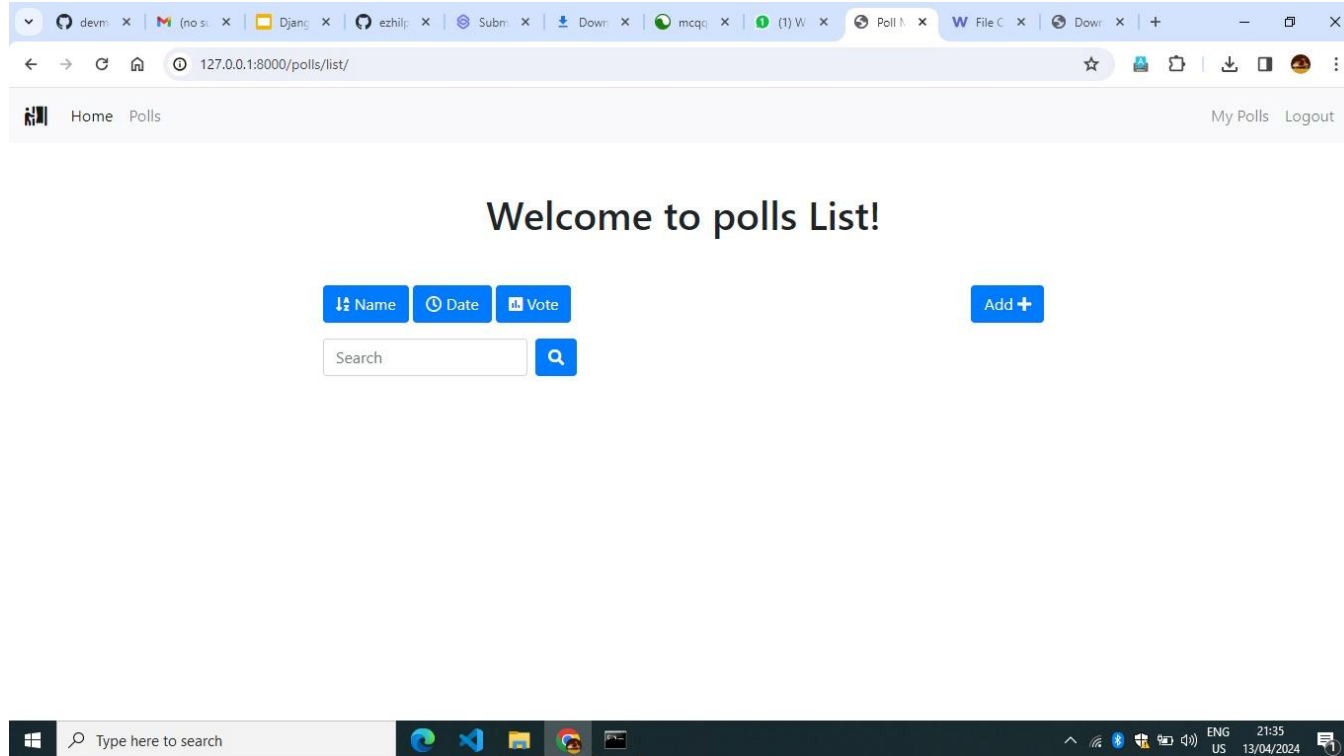 devm (no su Djang ezhilp Subm Down mcqq (1) W Poll M File C Down
127.0.0.1:8000/polls/list/
Home Polls My Polls Logout
Welcome to polls List!
Name Date Vote Add
Search
Type here to search
ENG 21:35
US 13/04/2024